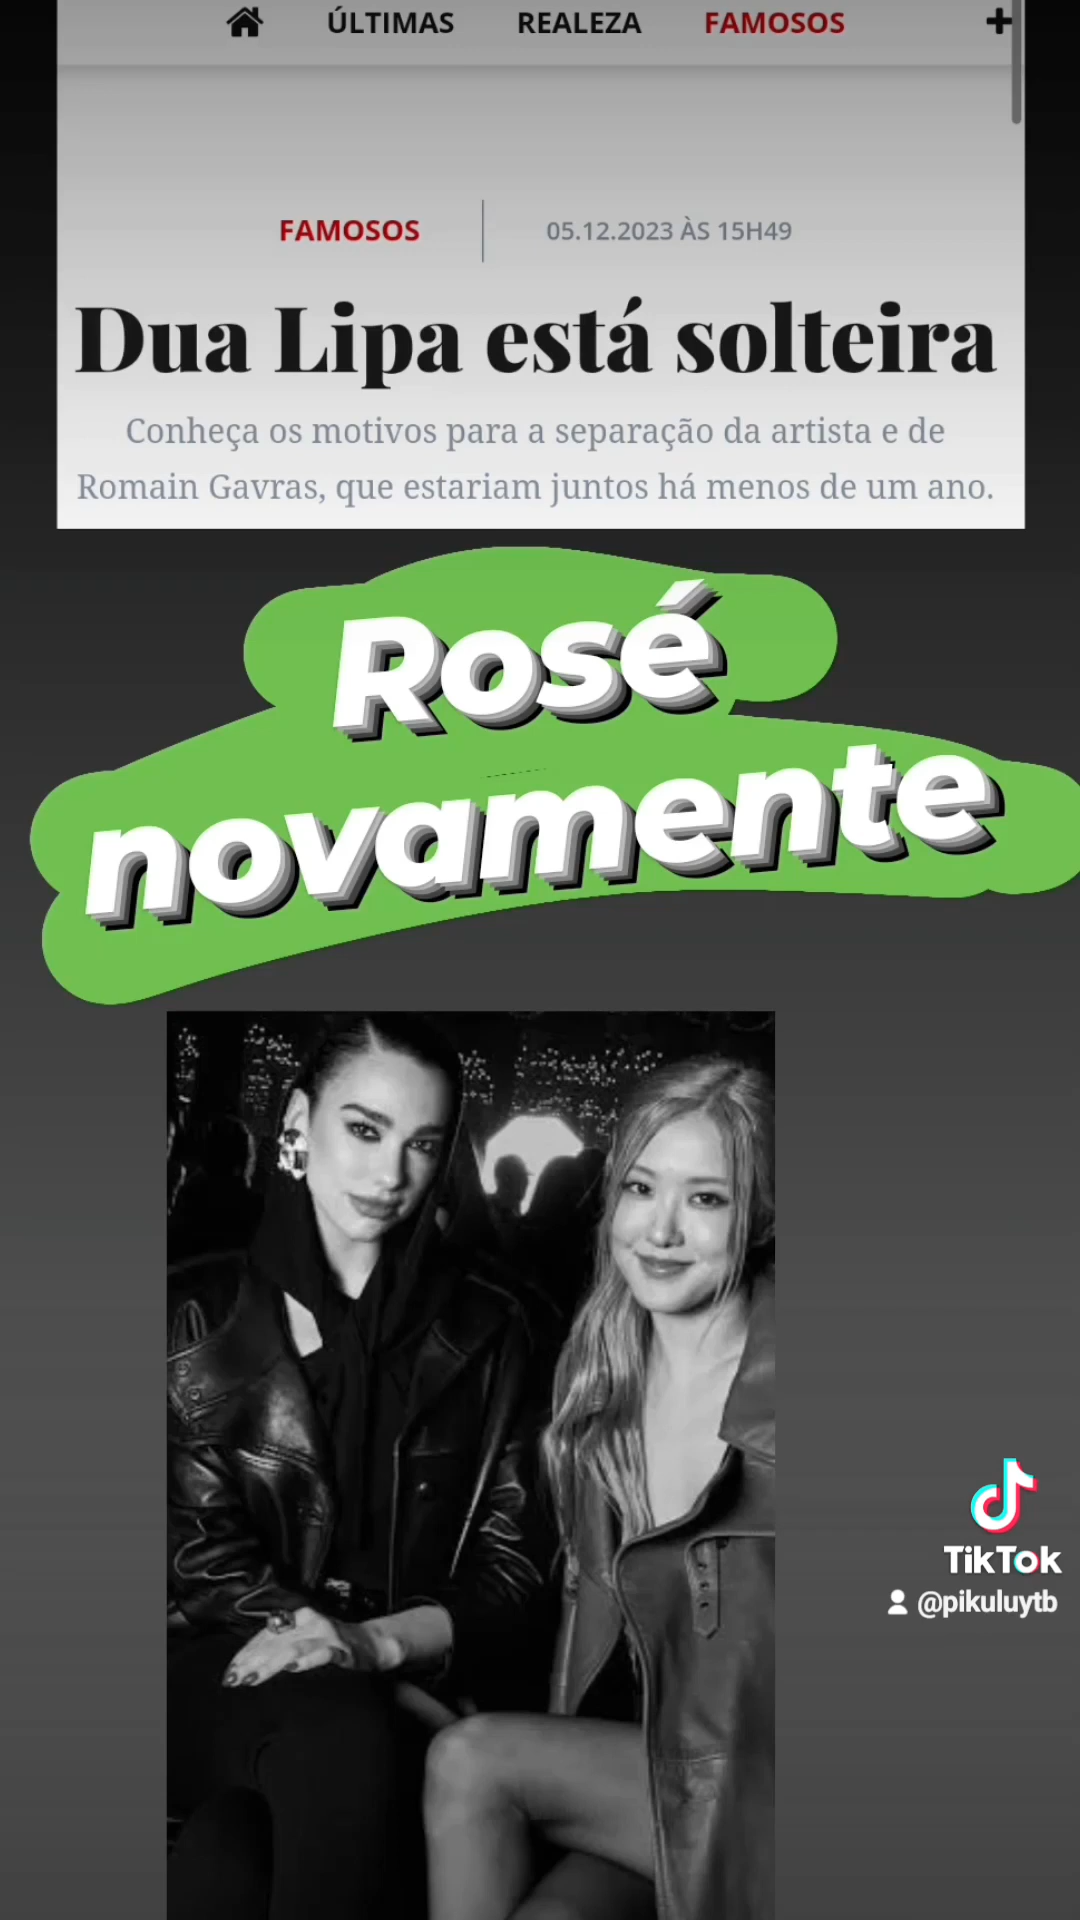 ÚLTIMAS REALEZA FAMOSOS +
FAMOSOS 05.12.2023 ÀS 15H49
Dua Lipa está solteira
Conheça os motivos para a separação da artista e de
Romain Gavras, que estariam juntos há menos de um ano.
Rosé
novamente
TikTok
@pikuluytb